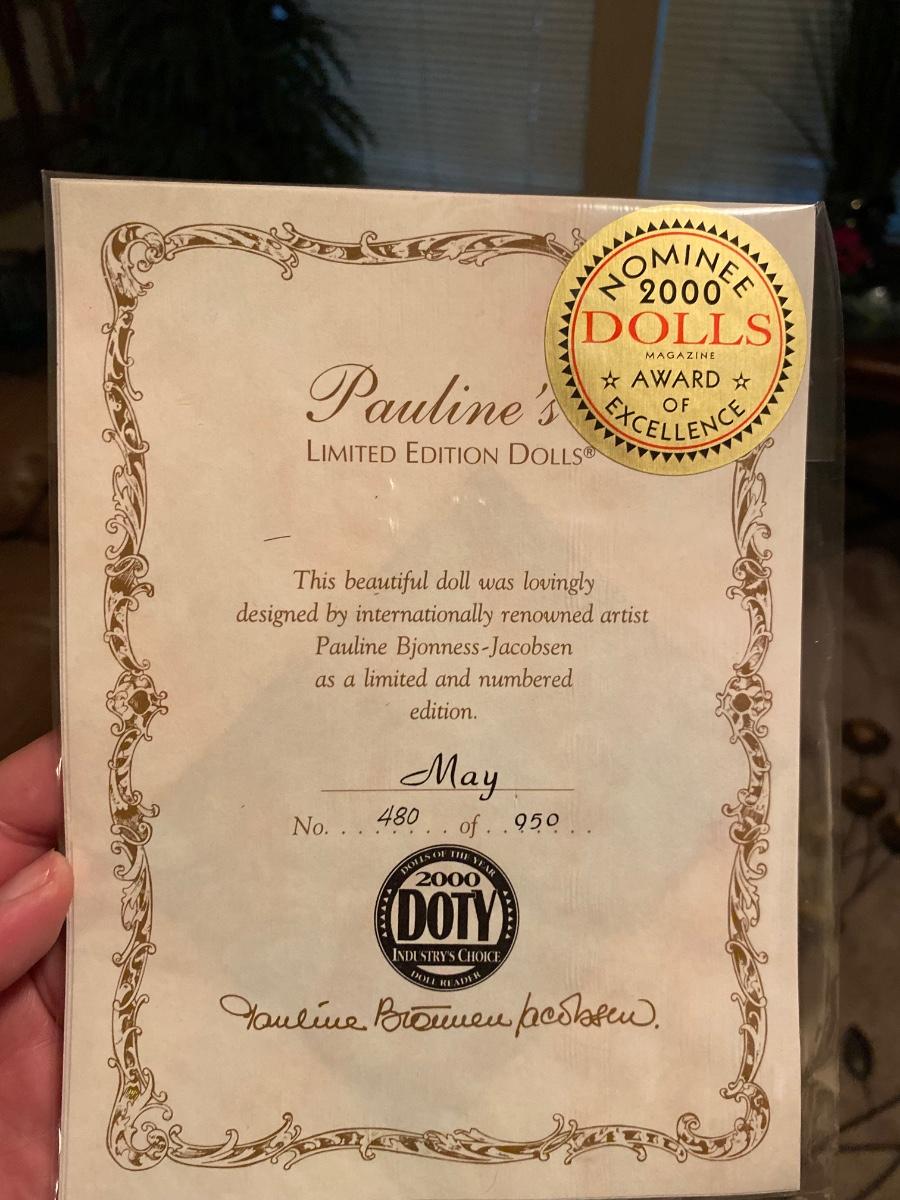 NOMINEE
2000
DOLLS
MAGAZINE
☆ AWARD ☆
OF
EXCELLENCE
Pauline's
LIMITED EDITION DOLLS®
This beautiful doll was lovingly
designed by internationally renowned artist
Pauline Bjonness-Jacobsen
as a limited and numbered
edition.
May
No. . . 480 . . . of . . 950 . . .
DOLLS OF THE YEAR
2000
DOTY
INDUSTRY'S CHOICE
DOLL READER
Pauline Jacobsen.